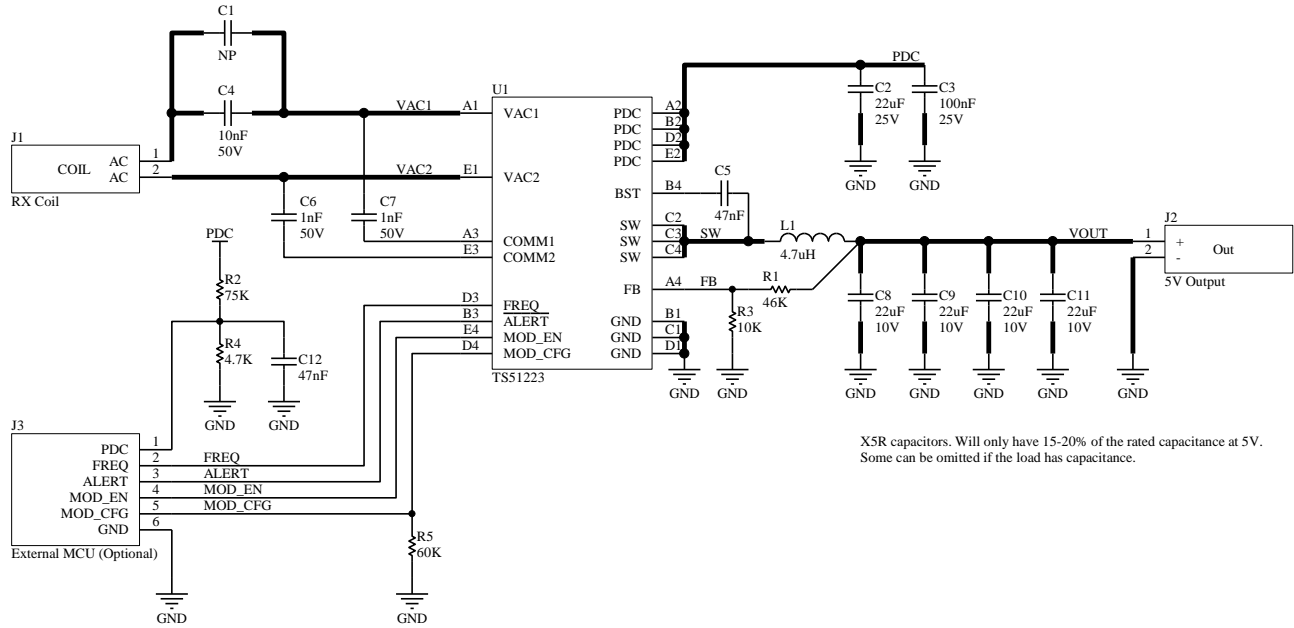 C1
NP
C4
10nF
50V
VAC1
VAC2
J1
COIL
AC
AC
1
2
RX Coil
C6
1nF
50V
C7
1nF
50V
PDC
R2
75K
R4
4.7K
C12
47nF
GND
GND
U1
A1
VAC1
E1
VAC2
A3
COMM1
E3
COMM2
D3
FREQ
B3
ALERT
E4
MOD_EN
D4
MOD_CFG
TS51223
PDC
A2
PDC
B2
PDC
D2
PDC
E2
BST
B4
SW
C2
SW
C3
SW
C4
FB
A4
GND
B1
GND
C1
GND
D1
PDC
C2
22uF
25V
C3
100nF
25V
GND
GND
C5
47nF
SW
L1
4.7uH
FB
R1
46K
R3
10K
GND
GND
VOUT
C8
22uF
10V
C9
22uF
10V
C10
22uF
10V
C11
22uF
10V
GND
GND
GND
GND
J2
1
2
+
-
Out
5V Output
GND
X5R capacitors. Will only have 15-20% of the rated capacitance at 5V.
Some can be omitted if the load has capacitance.
J3
PDC
1
FREQ
2
FREQ
ALERT
3
ALERT
MOD_EN
4
MOD_EN
MOD_CFG
5
MOD_CFG
GND
6
External MCU (Optional)
GND
R5
60K
GND